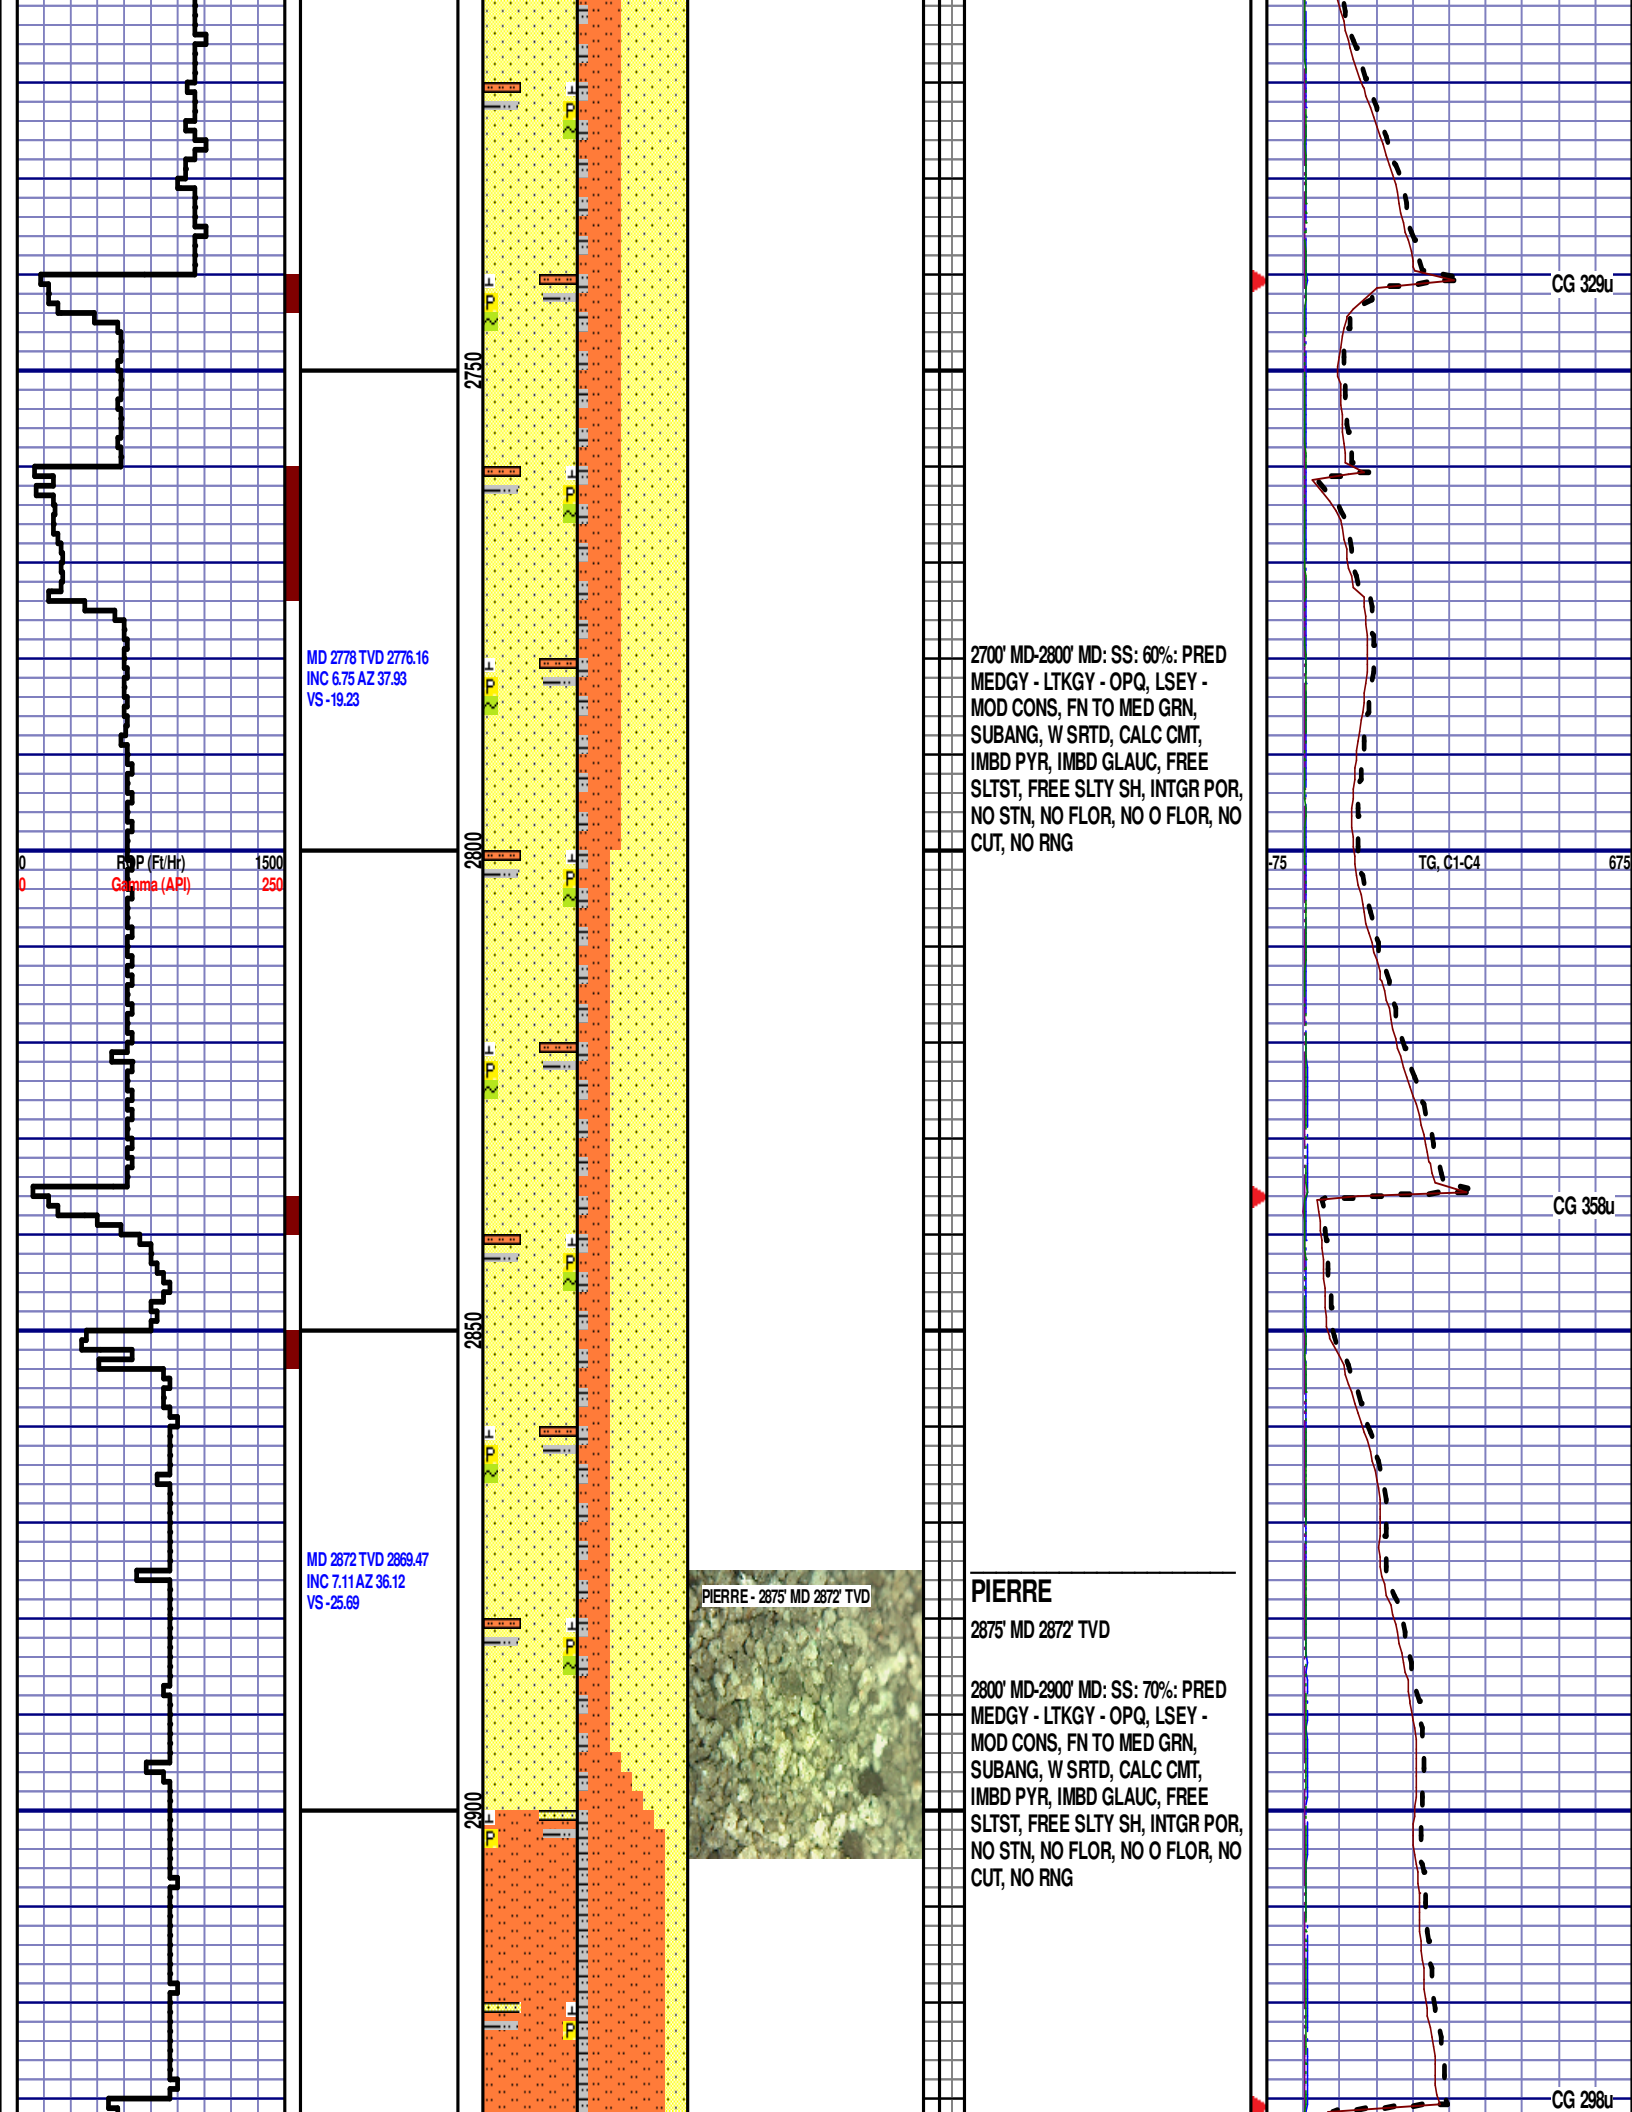 CG 329u
2750
MD 2778 TVD 2776.16
INC 6.75 AZ 37.93
VS -19.23
2700' MD-2800' MD: SS: 60%: PRED
MEDGY - LTKGY - OPQ, LSEY -
MOD CONS, FN TO MED GRN,
SUBANG, W SRTD, CALC CMT,
IMBD PYR, IMBD GLAUC, FREE
SLTST, FREE SLTY SH, INTGR POR,
NO STN, NO FLOR, NO O FLOR, NO
CUT, NO RNG
2800
0 ROP (Ft/Hr) 1500
0 Gamma (API) 250
-75 TG, C1-C4 675
CG 358u
2850
MD 2872 TVD 2869.47
INC 7.11 AZ 36.12
VS -25.69
PIERRE - 2875' MD 2872' TVD
PIERRE
2875' MD 2872' TVD
2800' MD-2900' MD: SS: 70%: PRED
MEDGY - LTKGY - OPQ, LSEY -
MOD CONS, FN TO MED GRN,
SUBANG, W SRTD, CALC CMT,
IMBD PYR, IMBD GLAUC, FREE
SLTST, FREE SLTY SH, INTGR POR,
NO STN, NO FLOR, NO O FLOR, NO
CUT, NO RNG
2900
CG 298u
P
P
P
P
P
P
P
P
P
P
P